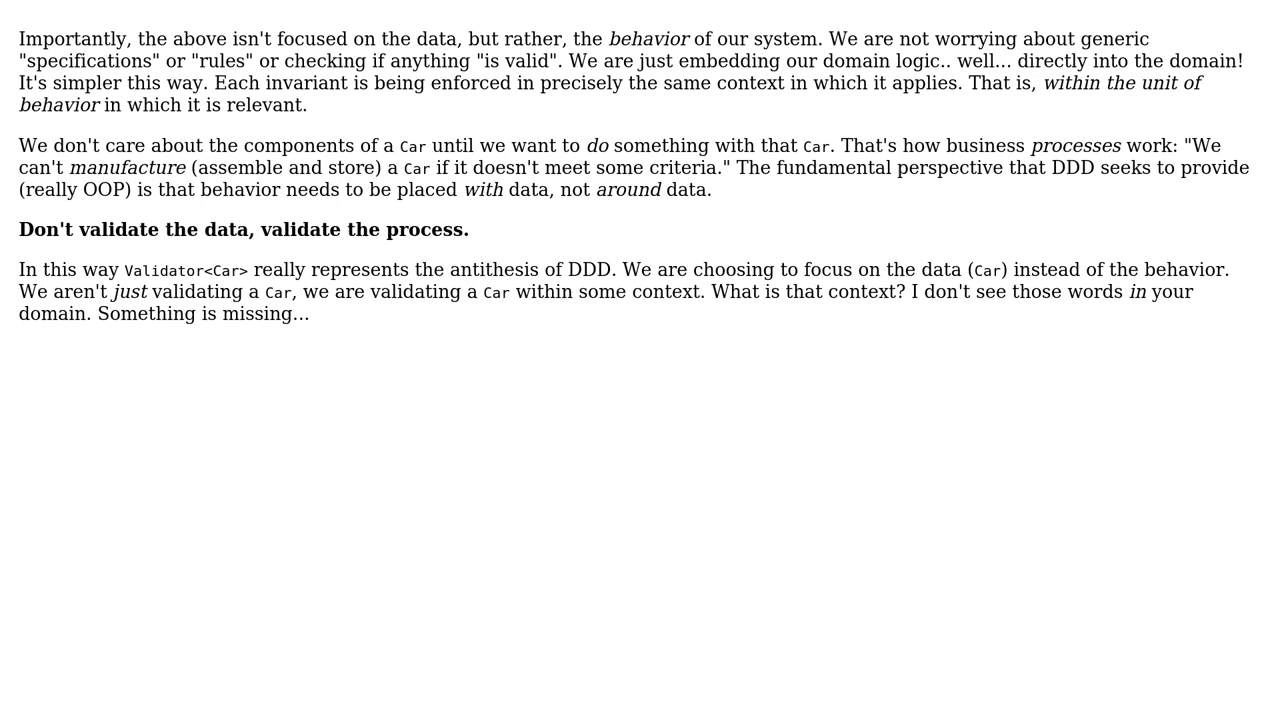 Importantly, the above isn't focused on the data, but rather, the behavior of our system. We are not worrying about generic
"specifications" or "rules" or checking if anything "is valid". We are just embedding our domain logic.. well... directly into the domain!
It's simpler this way. Each invariant is being enforced in precisely the same context in which it applies. That is, within the unit of
behavior in which it is relevant.
We don't care about the components of a Car until we want to do something with that Car. That's how business processes work: "We
can't manufacture (assemble and store) a Car if it doesn't meet some criteria." The fundamental perspective that DDD seeks to provide
(really OOP) is that behavior needs to be placed with data, not around data.
Don't validate the data, validate the process.
In this way Validator<Car> really represents the antithesis of DDD. We are choosing to focus on the data (Car) instead of the behavior.
We aren't just validating a Car, we are validating a Car within some context. What is that context? I don't see those words in your
domain. Something is missing...